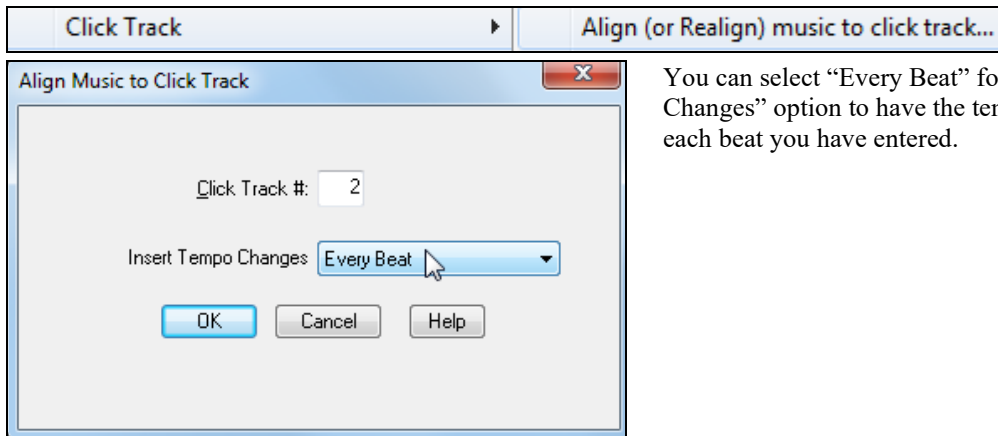 Click Track Align (or Realign) music to click track...
Align Music to Click Track
You can select “Every Beat”
Changes” option to have the
each beat you have entered.
Click Track #: 2
Insert Tempo Changes Every Beat
OK Cancel Help